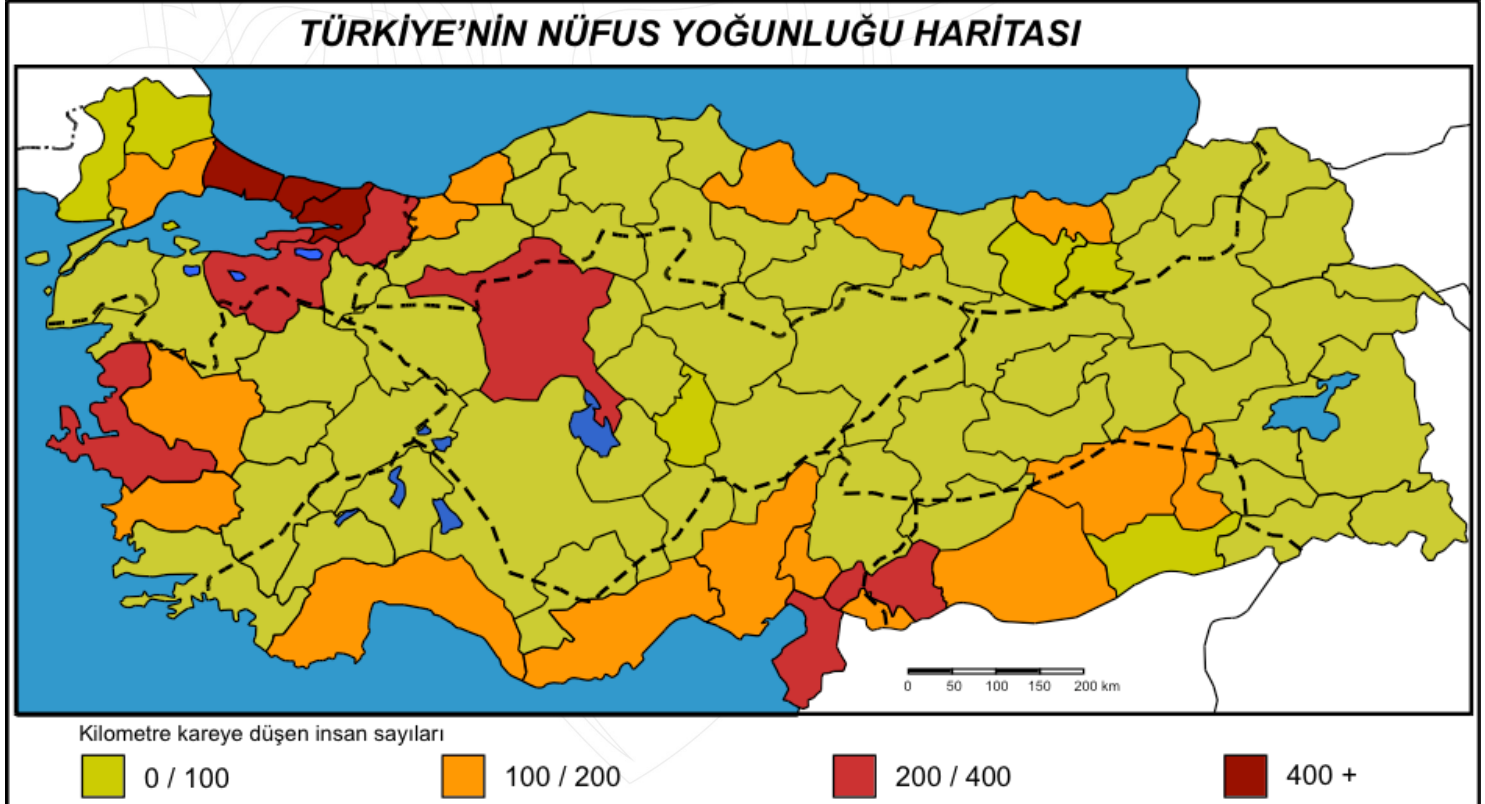 TÜRKİYE'NİN NÜFUS YOĞUNLUĞU HARİTASI
0 50 100 150 200 km
Kilometre kareye düşen insan sayıları
0 / 100 100 / 200 200 / 400 400 +